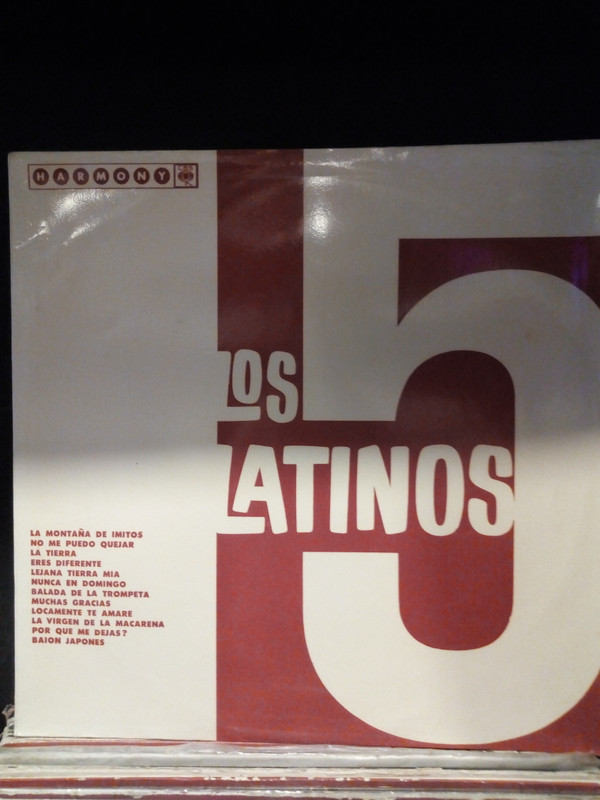 HARMONY
5
LOS
LATINOS
LA MONTAÑA DE IMITOS
NO ME PUEDO QUEJAR
LA TIERRA
ERES DIFERENTE
LEJANA TIERRA MIA
NUNCA EN DOMINGO
BALADA DE LA TROMPETA
MUCHAS GRACIAS
LOCAMENTE TE AMARE
LA VIRGEN DE LA MACARENA
POR QUE ME DEJAS?
BAION JAPONES